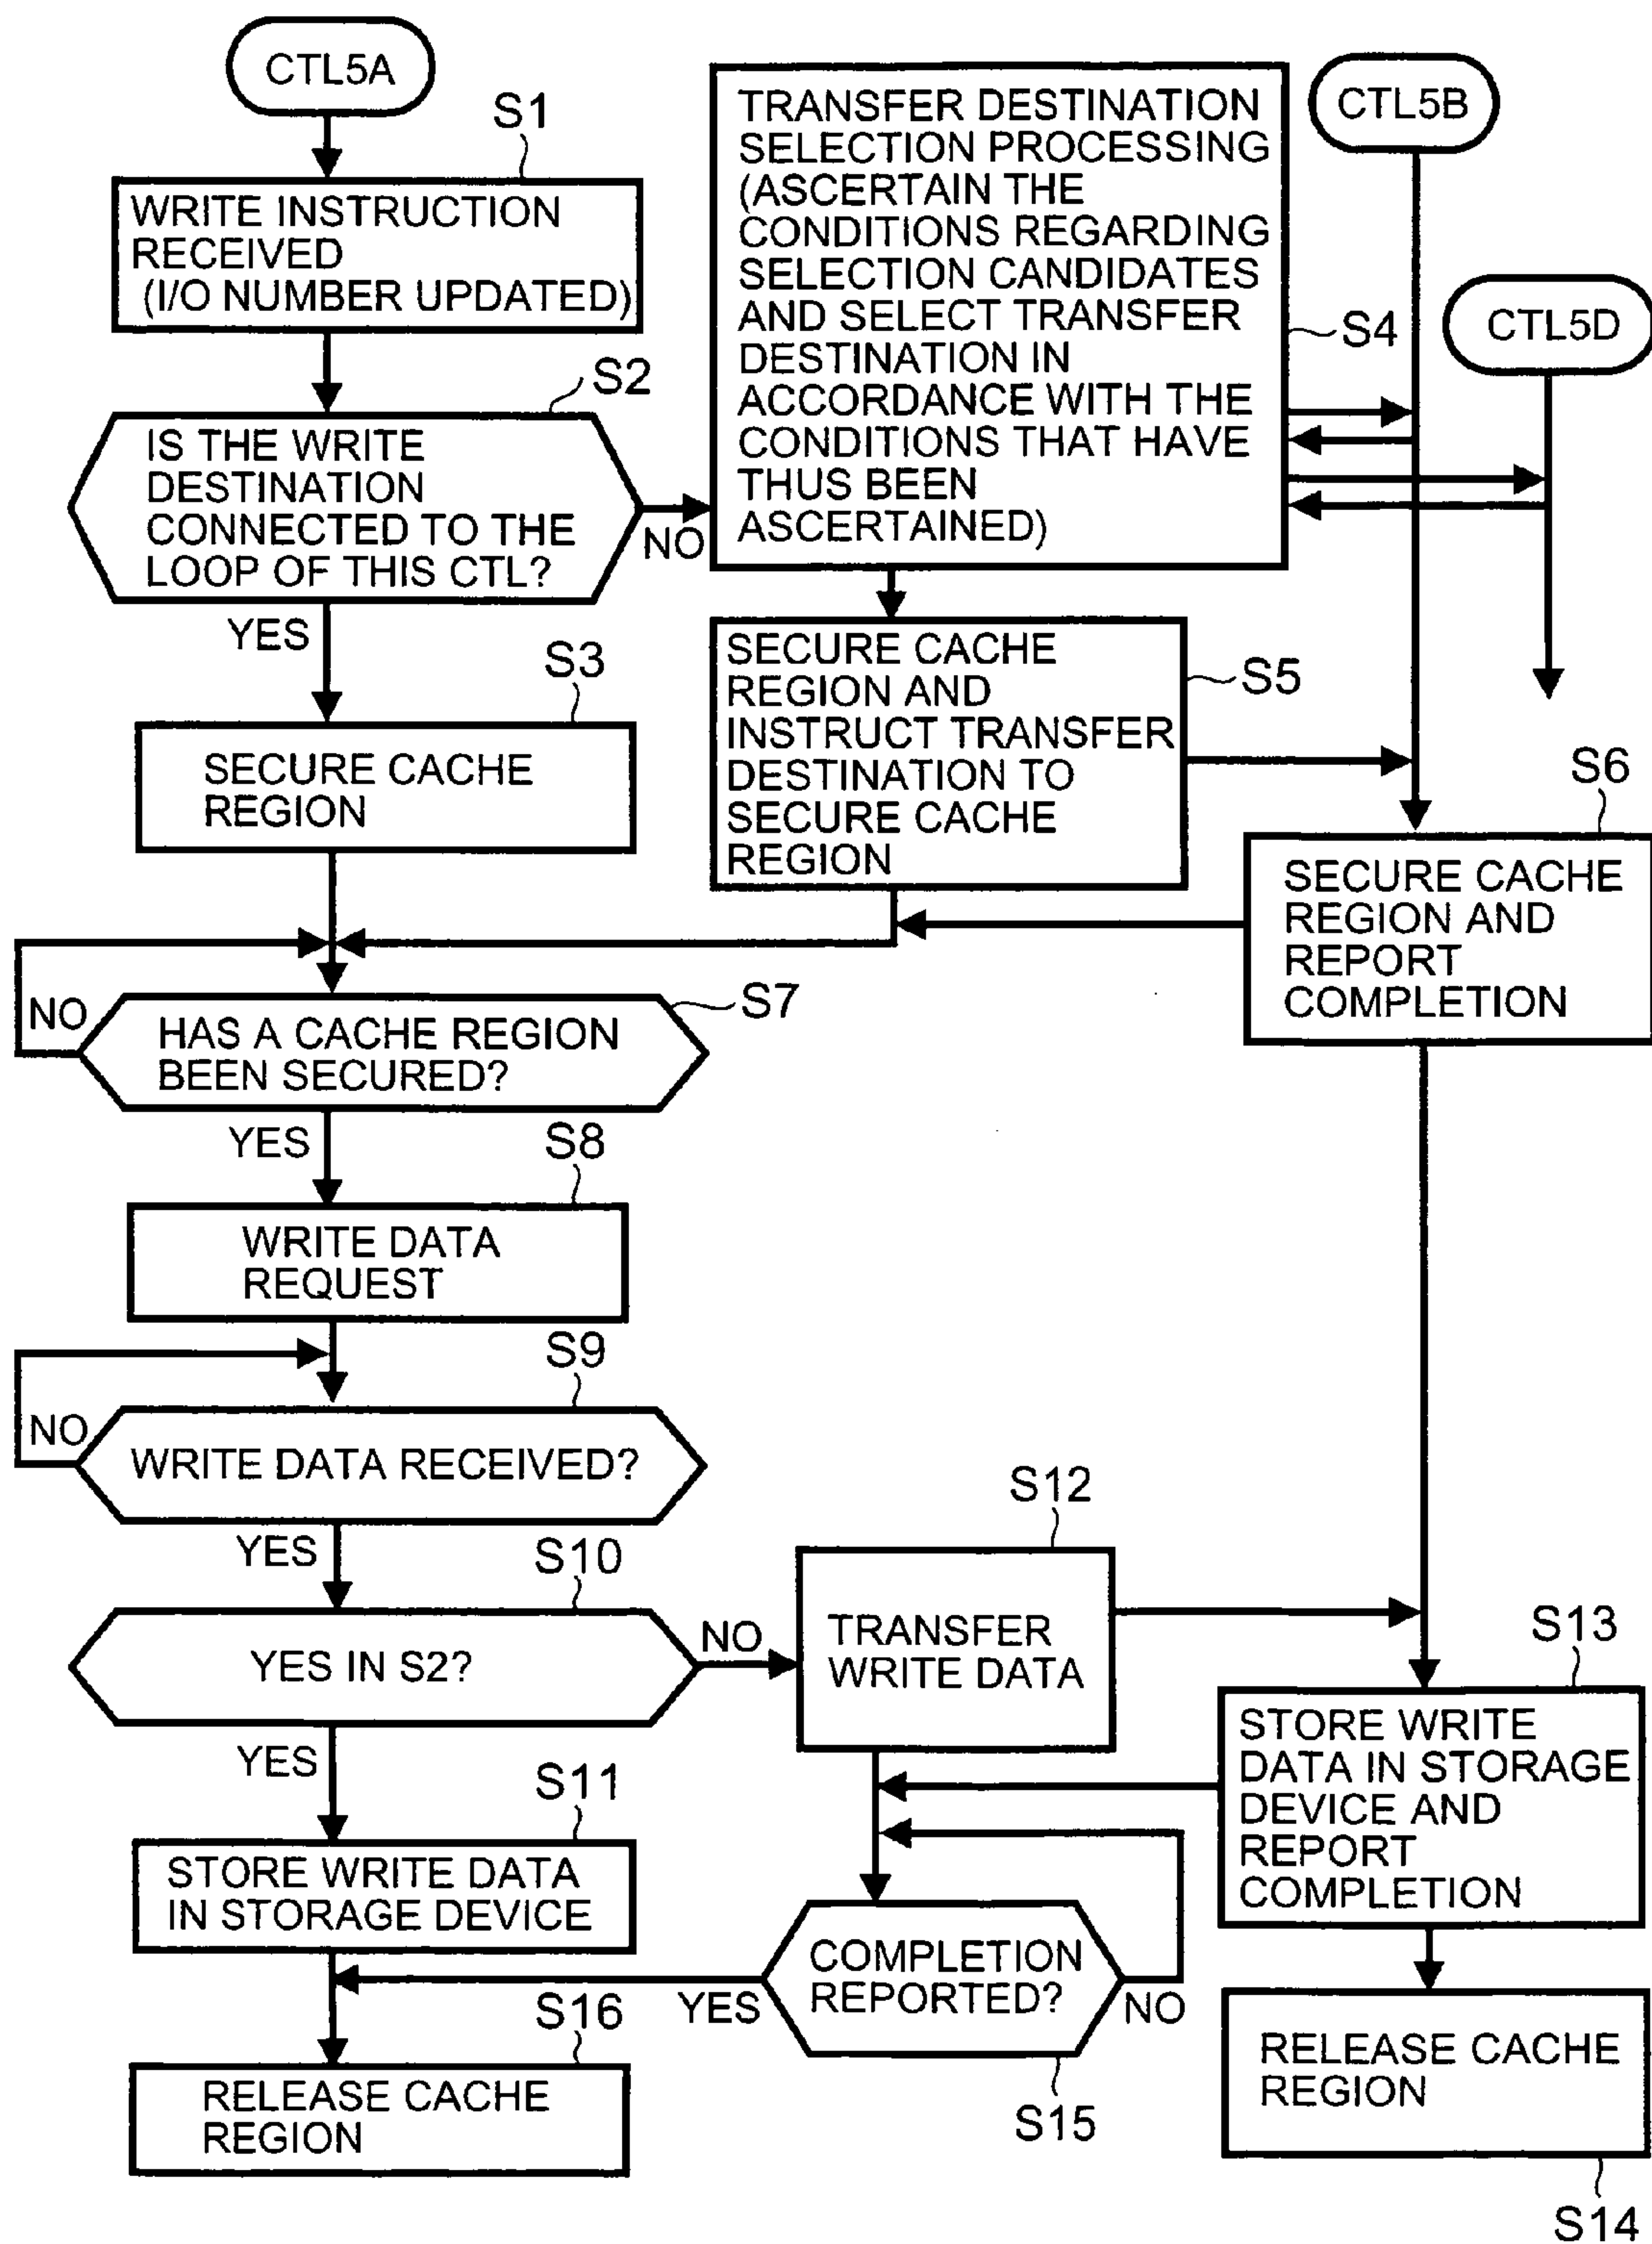 CTL5A
S1
WRITE INSTRUCTION
RECEIVED
(I/O NUMBER UPDATED)
S2
IS THE WRITE
DESTINATION
CONNECTED TO THE
LOOP OF THIS CTL?
NO
YES
TRANSFER DESTINATION
SELECTION PROCESSING
(ASCERTAIN THE
CONDITIONS REGARDING
SELECTION CANDIDATES
AND SELECT TRANSFER
DESTINATION IN
ACCORDANCE WITH THE
CONDITIONS THAT HAVE
THUS BEEN
ASCERTAINED)
S4
CTL5B
CTL5D
S3
SECURE CACHE
REGION
SECURE CACHE
REGION AND
INSTRUCT TRANSFER
DESTINATION TO
SECURE CACHE
REGION
S5
S6
SECURE CACHE
REGION AND
REPORT
COMPLETION
NO
S7
HAS A CACHE REGION
BEEN SECURED?
YES
S8
WRITE DATA
REQUEST
S9
NO
WRITE DATA RECEIVED?
YES
S10
YES IN S2?
NO
YES
S12
TRANSFER
WRITE DATA
S13
STORE WRITE
DATA IN STORAGE
DEVICE AND
REPORT
COMPLETION
S11
STORE WRITE DATA
IN STORAGE DEVICE
COMPLETION
REPORTED?
YES
NO
S15
S16
RELEASE CACHE
REGION
RELEASE CACHE
REGION
S14